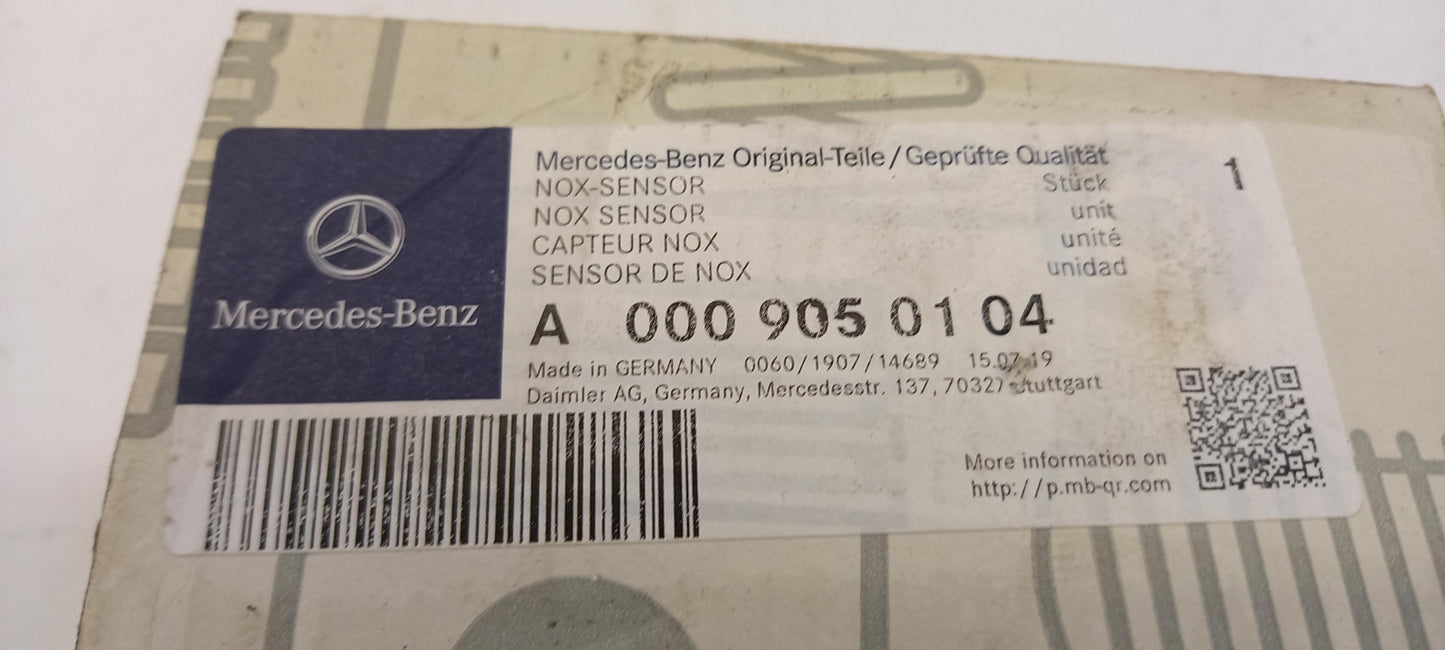 Mercedes-Benz
Mercedes-Benz Original-Teile/Geprüfte Qualität
NOX-SENSOR Stück 1
NOX SENSOR unit
CAPTEUR NOX unité
SENSOR DE NOX unidad
A 000 905 01 04
Made in GERMANY 0060/1907/14689 15.07.19
Daimler AG, Germany, Mercedesstr. 137, 70327 Stuttgart
More information on
http://p.mb-qr.com